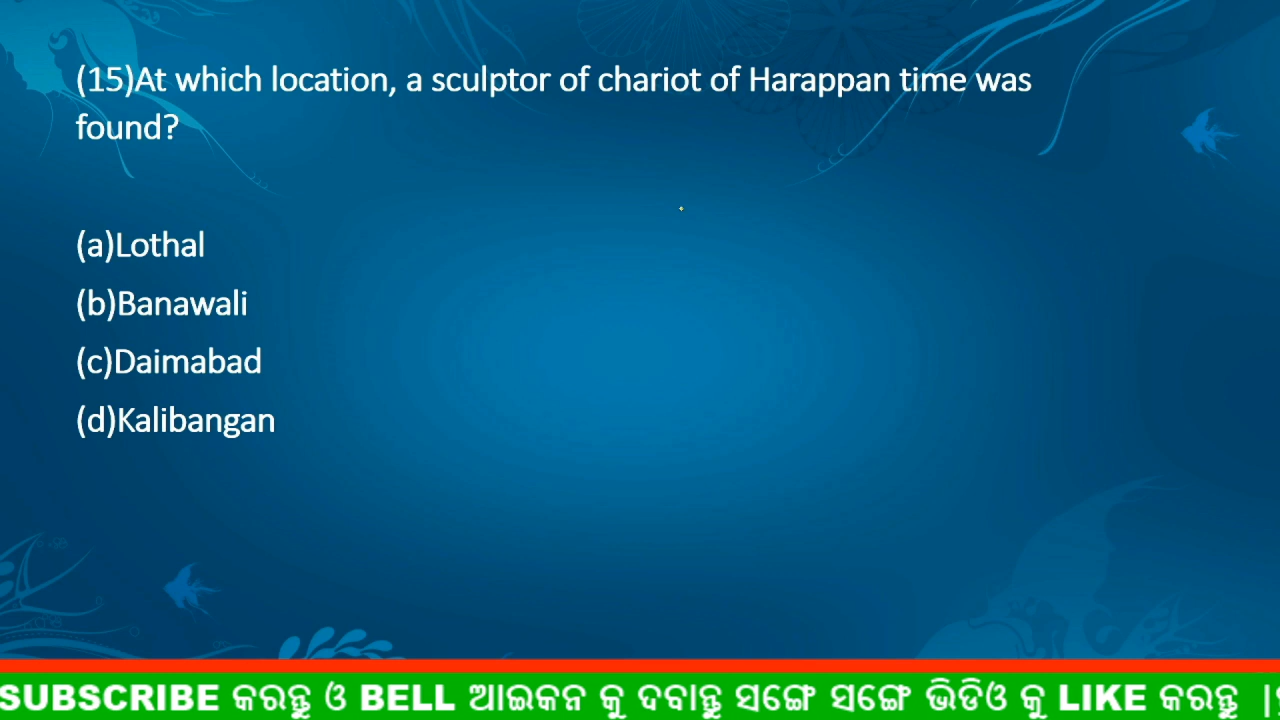 (15)At which location, a sculptor of chariot of Harappan time was
found?
(a)Lothal
(b)Banawali
(c)Daimabad
(d)Kalibangan
SUBSCRIBE କରନ୍ତୁ ଓ BELL ଆଇକନ କୁ ଦବାନ୍ତୁ ସଙ୍ଗେ ସଙ୍ଗେ ଭିଡିଓ କୁ LIKE କରନ୍ତୁ |